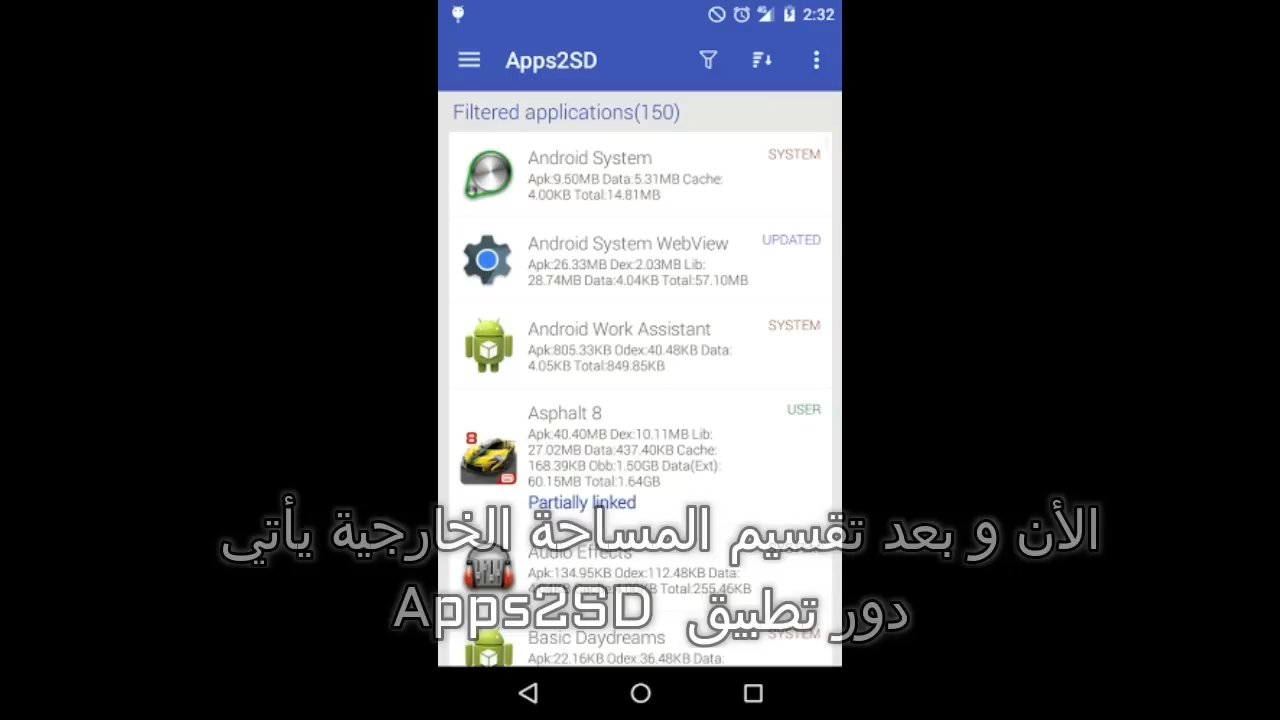 2:32
Apps2SD
Filtered applications(150)
Android System
SYSTEM
Apk:9.50MB Data:5.31MB Cache:
4.00KB Total:14.81MB
Android System WebView
UPDATED
Apk:26.33MB Dex:2.03MB Lib:
28.74MB Data:4.04KB Total:57.10MB
Android Work Assistant
SYSTEM
Apk:805.33KB Odex:40.48KB Data:
4.05KB Total:849.85KB
Asphalt 8
USER
Apk:40.40MB Dex:10.11MB Lib:
27.02MB Data:437.40KB Cache:
168.39KB Obb:1.50GB Data(Ext):
60.15MB Total:1.64GB
Partially linked
الأن و بعد تقسيم المساحة الخارجية يأتي
دور تطبيق Apps2SD
Audio Effects
Apk:134.95KB Odex:112.48KB Data:
Total:255.46KB
Basic Daydreams
SYSTEM
Apk:22.16KB Odex:36.48KB Data: